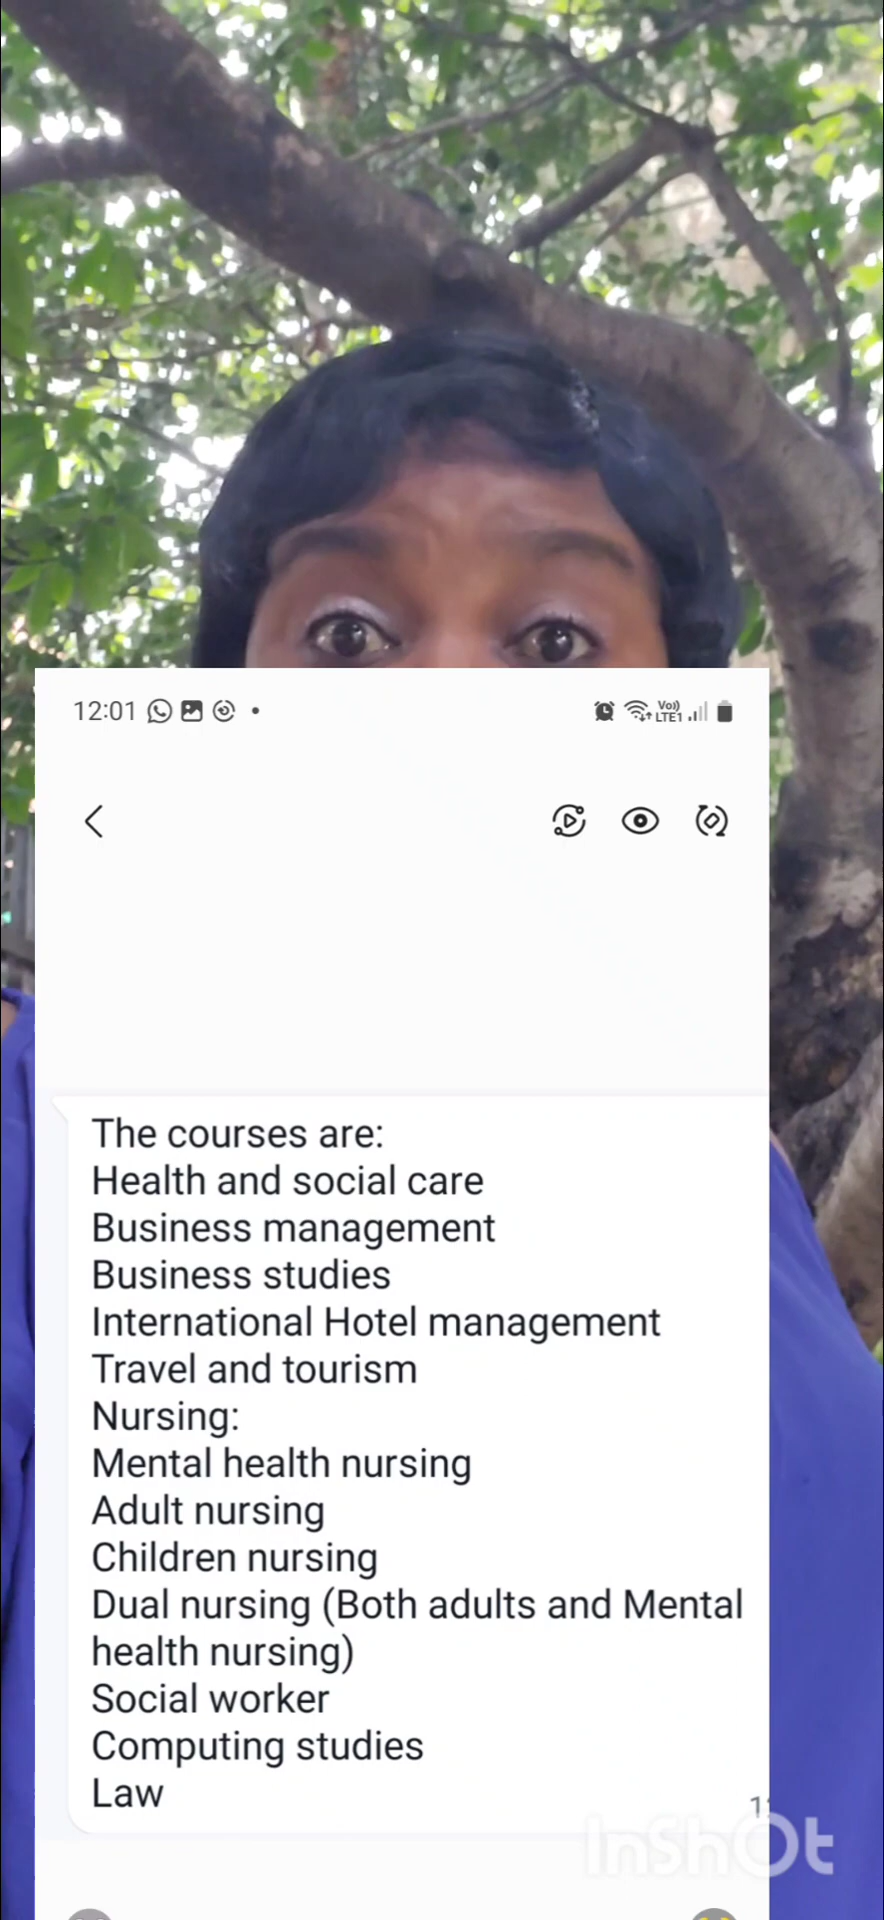 12:01
Vo))
LTE1
The courses are:
Health and social care
Business management
Business studies
International Hotel management
Travel and tourism
Nursing:
Mental health nursing
Adult nursing
Children nursing
Dual nursing (Both adults and Mental
health nursing)
Social worker
Computing studies
Law
InShOt